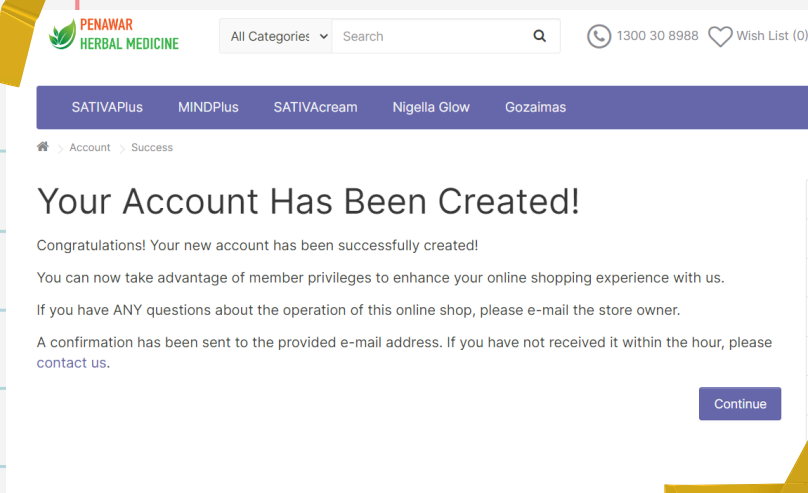 PENAWAR
HERBAL MEDICINE
All Categories
Search
1300 30 8988
Wish List (0)
SATIVAPlus MINDPlus SATIVAcream Nigella Glow Gozaimas
Account Success
Your Account Has Been Created!
Congratulations! Your new account has been successfully created!
You can now take advantage of member privileges to enhance your online shopping experience with us.
If you have ANY questions about the operation of this online shop, please e-mail the store owner.
A confirmation has been sent to the provided e-mail address. If you have not received it within the hour, please
contact us.
Continue